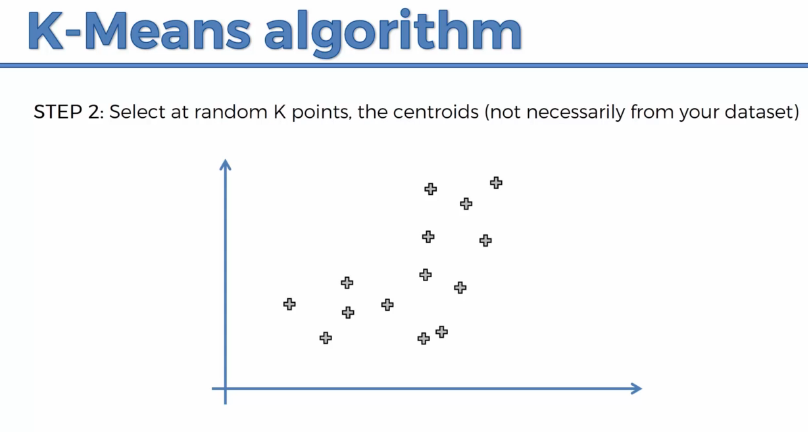 K-Means algorithm
STEP 2: Select at random K points, the centroids (not necessarily from your dataset)